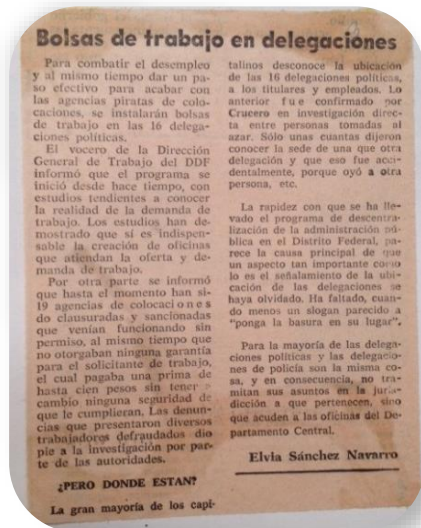 Bolsas de trabajo en delegaciones
Para combatir el desempleo
y al mismo tiempo dar un pa-
so efectivo para acabar con
las agencias piratas de colo-
caciones, se instalarán bolsas
de trabajo en las 16 delega-
ciones políticas.
El vocero de la Dirección
General de Trabajo del DDF
informó que el programa se
inició desde hace tiempo, con
estudios tendientes a conocer
la realidad de la demanda de
trabajo. Los estudios han de-
mostrado que sí es indispen-
sable la creación de oficinas
que atiendan la oferta y de-
manda de trabajo.
Por otra parte se informó
que hasta el momento han si-
19 agencias de colocaciones
do clausuradas y sancionadas
que venían funcionando sin
permiso, al mismo tiempo que
no otorgaban ninguna garantía
para el solicitante de trabajo,
el cual pagaba una prima de
hasta cien pesos sin tener a
cambio ninguna seguridad de
que le cumplieran. Las denun-
cias que presentaron diversos
trabajadores defraudados dio
pie a la investigación por par-
te de las autoridades.
¿PERO DONDE ESTAN?
La gran mayoría de los capi-
talinos desconoce la ubicación
de las 16 delegaciones políticas,
a los titulares y empleados. Lo
anterior fue confirmado por
Crucero en investigación direc-
ta entre personas tomadas al
azar. Sólo unas cuantas dijeron
conocer la sede de una que otra
delegación y que eso fue acci-
dentalmente, porque oyó a otra
persona, etc.
La rapidez con que se ha lle-
vado el programa de descentra-
lización de la administración pú-
blica en el Distrito Federal, pa-
rece la causa principal de que
un aspecto tan importante como
lo es el señalamiento de la ubi-
cación de las delegaciones se
haya olvidado. Ha faltado, cuan-
do menos un slogan parecido a
"ponga la basura en su lugar".
Para la mayoría de las delega-
ciones políticas y las delegacio-
nes de policía son la misma co-
sa, y en consecuencia, no tra-
mitan sus asuntos en la juris-
dicción a que pertenecen, sino
que acuden a las oficinas del De-
partamento Central.
Elvia Sánchez Navarro